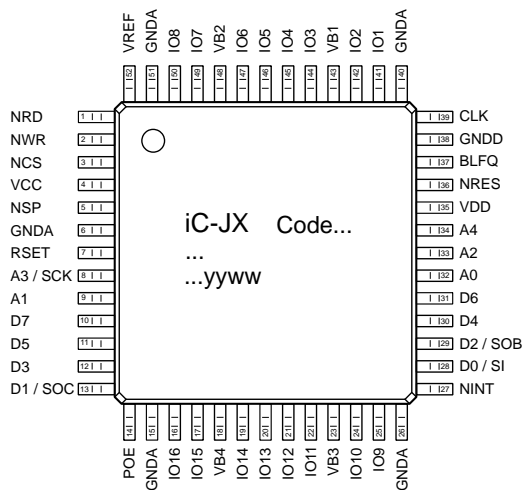 VREF GNDA IO8 IO7 VB2 IO6 IO5 IO4 IO3 VB1 IO2 IO1 GNDA
52 51 50 49 48 47 46 45 44 43 42 41 40
NRD 1 39 CLK
NWR 2 38 GNDD
NCS 3 37 BLFQ
VCC 4 36 NRES
NSP 5 35 VDD
GNDA 6 34 A4
RSET 7 33 A2
A3 / SCK 8 32 A0
A1 9 31 D6
D7 10 30 D4
D5 11 29 D2 / SOB
D3 12 28 D0 / SI
D1 / SOC 13 27 NINT
iC-JX Code...
...
...yyww
14 15 16 17 18 19 20 21 22 23 24 25 26
POE GNDA IO16 IO15 VB4 IO14 IO13 IO12 IO11 VB3 IO10 IO9 GNDA